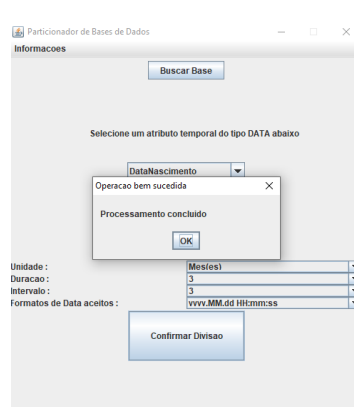 Particionador de Bases de Dados
Informacoes
Buscar Base
Selecione um atributo temporal do tipo DATA abaixo
DataNascimento
Operacao bem sucedida
Processamento concluido
OK
Unidade : Mes(es)
Duracao : 3
Intervalo : 3
Formatos de Data aceitos : yyyy.MM.dd HH:mm:ss
Confirmar Divisao